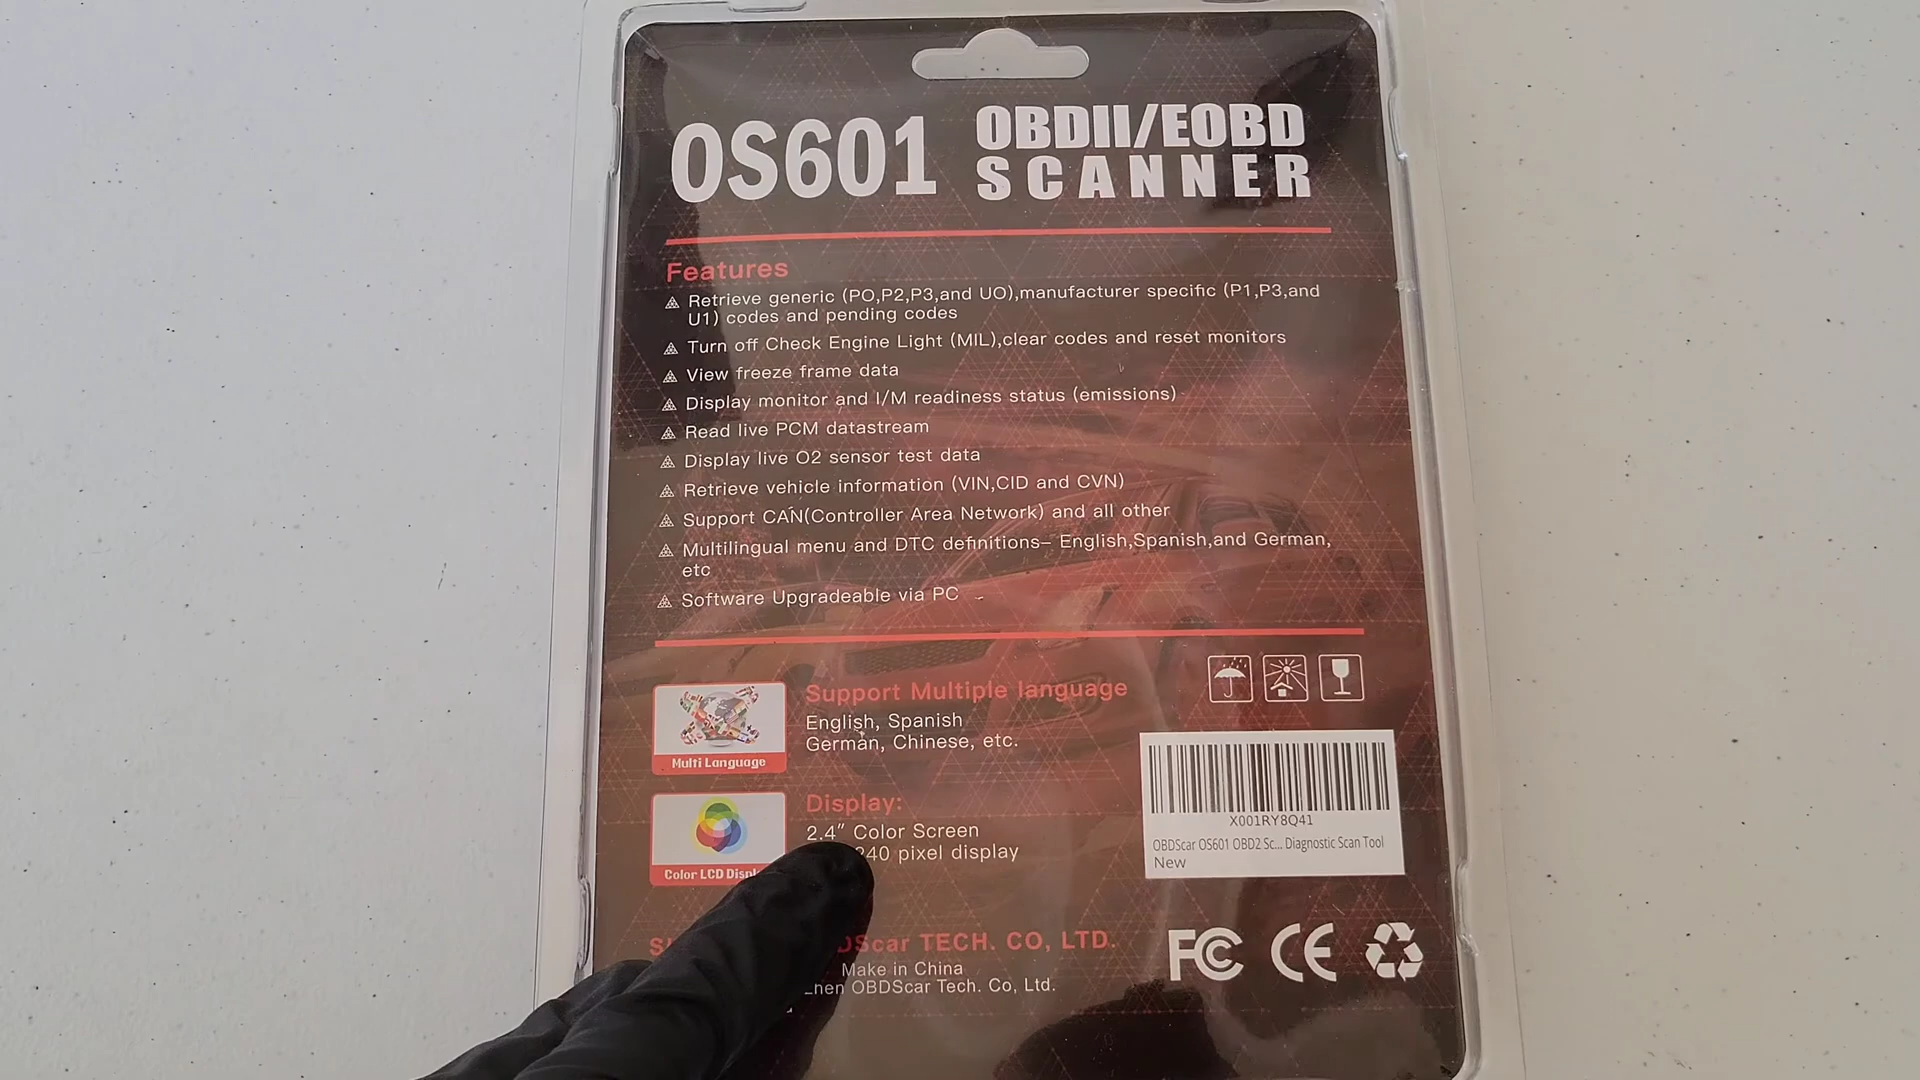 OS601
OBDII/EOBD
SCANNER
Features
Retrieve generic (PO,P2,P3,and UO),manufacturer specific (P1,P3,and
U1) codes and pending codes
Turn off Check Engine Light (MIL),clear codes and reset monitors
View freeze frame data
Display monitor and I/M readiness status (emissions)
Read live PCM datastream
Display live O2 sensor test data
Retrieve vehicle information (VIN,CID and CVN)
Support CAN(Controller Area Network) and all other
Multilingual menu and DTC definitions– English,Spanish,and German,
etc
Software Upgradeable via PC
Multi Language
Support Multiple language
English, Spanish
German, Chinese, etc.
Color LCD
Display:
2.4" Color Screen
240 pixel display
X001RY8Q41
OBDScar OS601 OBD2 Sc... Diagnostic Scan Tool
New
TECH. CO, LTD.
Make in China
OBDScar Tech. Co, Ltd.
FC CE